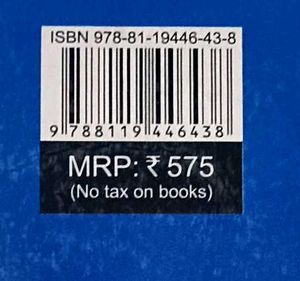 ISBN 978-81-19446-43-8
9 788119 446438
MRP: ₹ 575
(No tax on books)